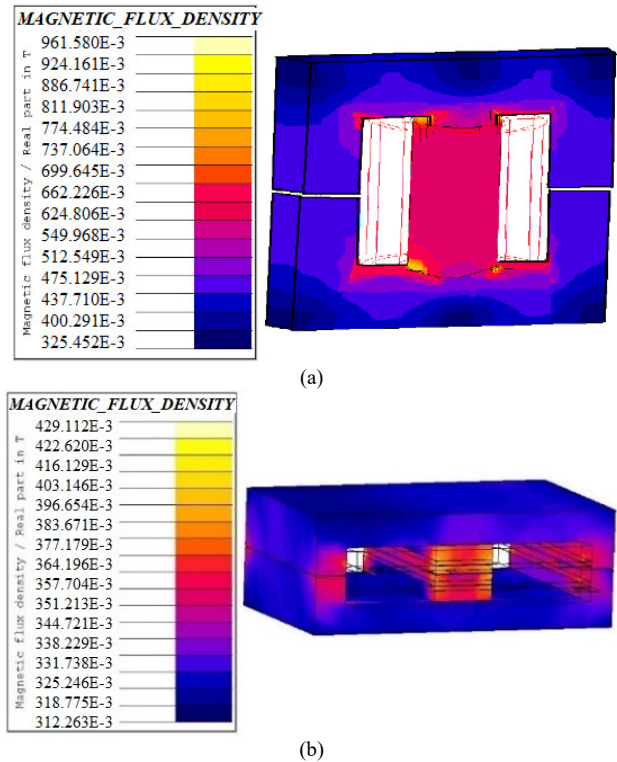 MAGNETIC_FLUX_DENSITY
Magnetic flux density / Real part in T
961.580E-3
924.161E-3
886.741E-3
811.903E-3
774.484E-3
737.064E-3
699.645E-3
662.226E-3
624.806E-3
549.968E-3
512.549E-3
475.129E-3
437.710E-3
400.291E-3
325.452E-3
(a)
MAGNETIC_FLUX_DENSITY
Magnetic flux density / Real part in T
429.112E-3
422.620E-3
416.129E-3
403.146E-3
396.654E-3
383.671E-3
377.179E-3
364.196E-3
357.704E-3
351.213E-3
344.721E-3
338.229E-3
331.738E-3
325.246E-3
318.775E-3
312.263E-3
(b)